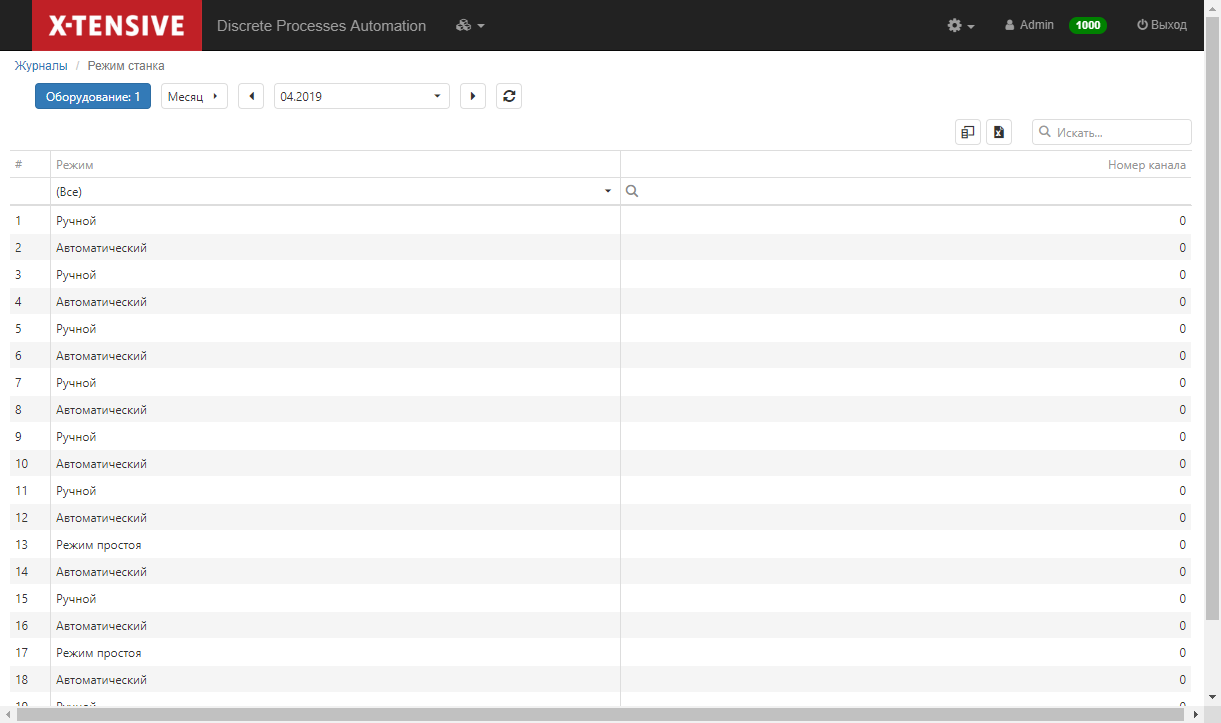 X-TENSIVE Discrete Processes Automation Admin 1000 Выход
Журналы / Режим станка
Оборудование: 1 Месяц 04.2019
Искать...
# Режим Номер канала
(Все)
1 Ручной 0
2 Автоматический 0
3 Ручной 0
4 Автоматический 0
5 Ручной 0
6 Автоматический 0
7 Ручной 0
8 Автоматический 0
9 Ручной 0
10 Автоматический 0
11 Ручной 0
12 Автоматический 0
13 Режим простоя 0
14 Автоматический 0
15 Ручной 0
16 Автоматический 0
17 Режим простоя 0
18 Автоматический 0
19 Ручной 0